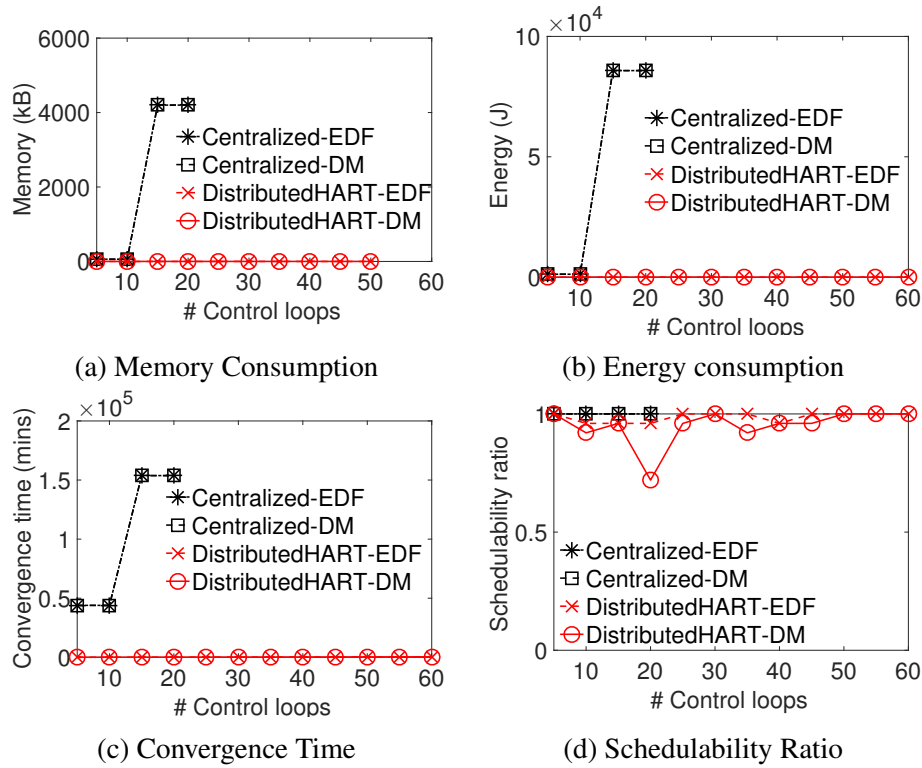 6000
4000
2000
0
Memory (kB)
Centralized-EDF
Centralized-DM
DistributedHART-EDF
DistributedHART-DM
10 20 30 40 50 60
# Control loops
(a) Memory Consumption
×10⁴
10
5
0
Energy (J)
Centralized-EDF
Centralized-DM
DistributedHART-EDF
DistributedHART-DM
10 20 30 40 50 60
# Control loops
(b) Energy consumption
×10⁵
2
1.5
1
0.5
0
Convergence time (mins)
Centralized-EDF
Centralized-DM
DistributedHART-EDF
DistributedHART-DM
10 20 30 40 50 60
# Control loops
(c) Convergence Time
1
0.5
0
Schedulability ratio
Centralized-EDF
Centralized-DM
DistributedHART-EDF
DistributedHART-DM
10 20 30 40 50 60
# Control loops
(d) Schedulability Ratio